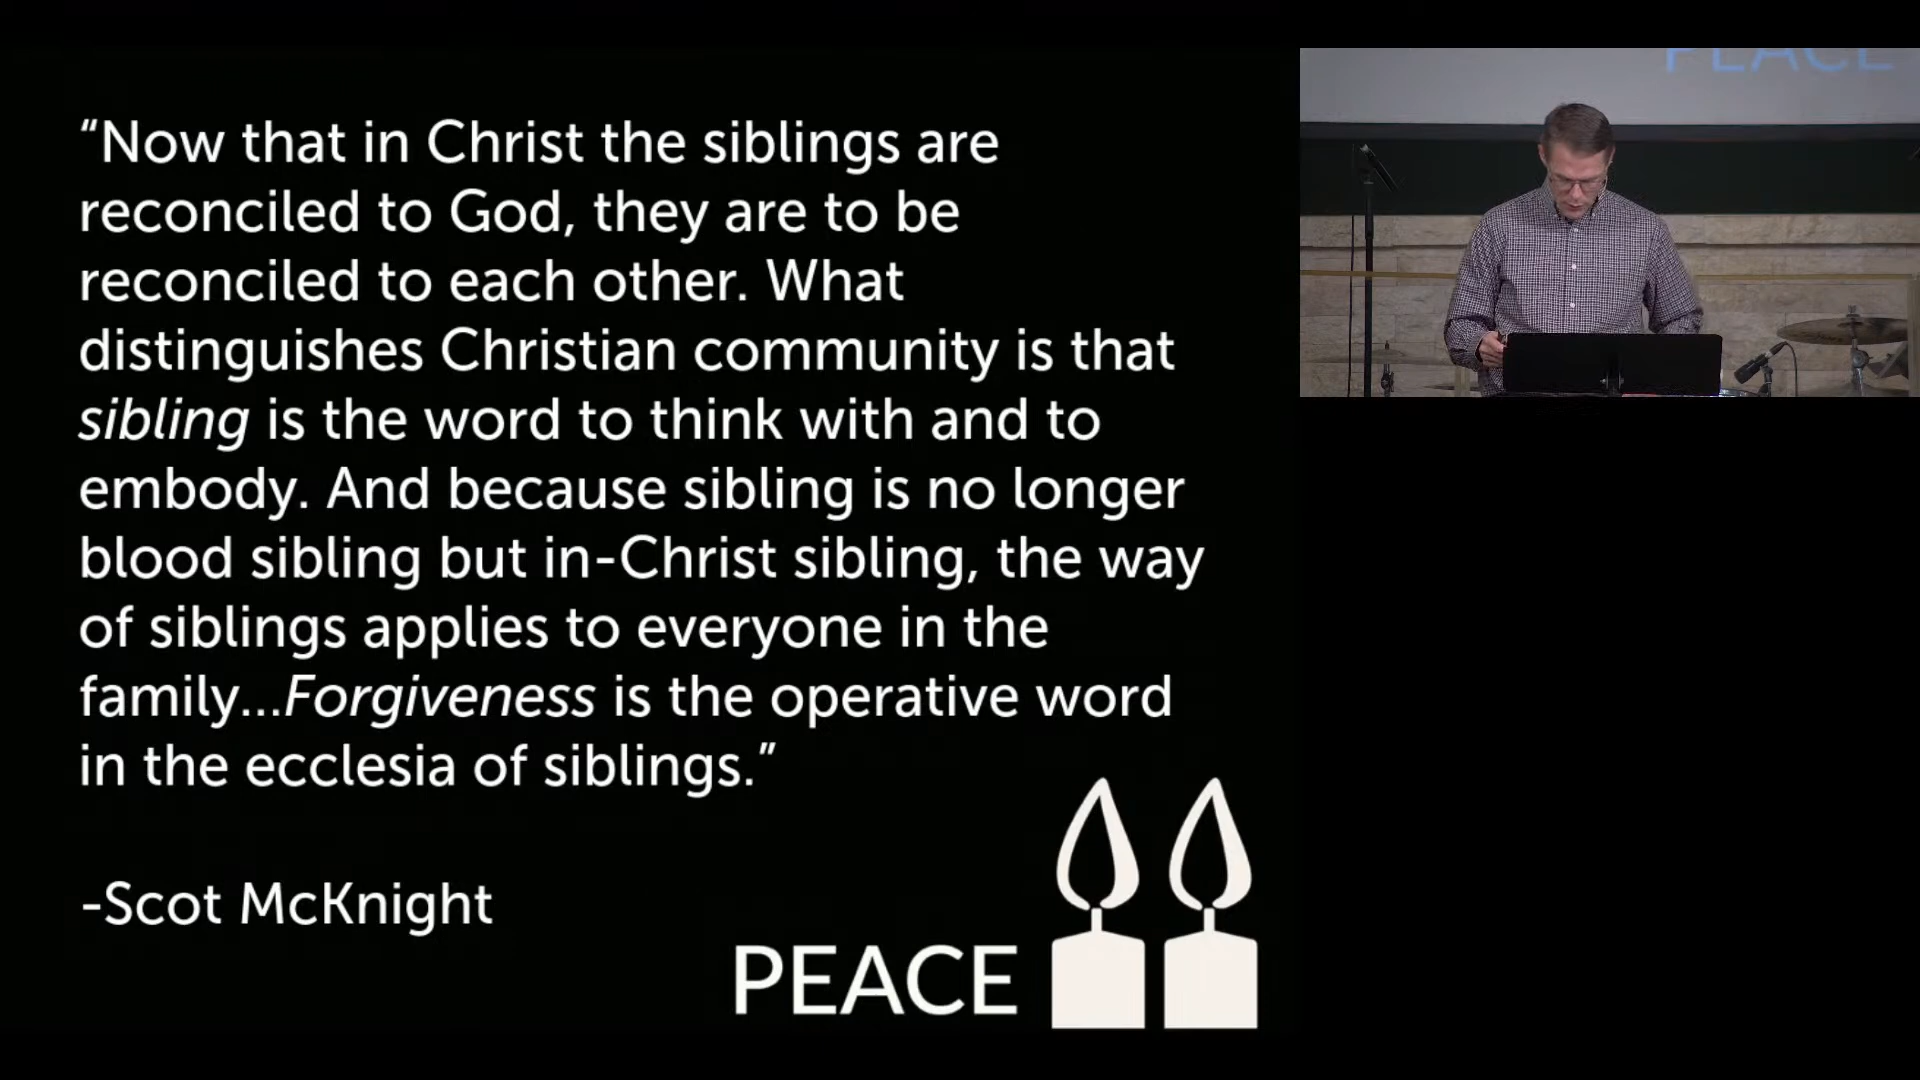 “Now that in Christ the siblings are
reconciled to God, they are to be
reconciled to each other. What
distinguishes Christian community is that
sibling is the word to think with and to
embody. And because sibling is no longer
blood sibling but in-Christ sibling, the way
of siblings applies to everyone in the
family...Forgiveness is the operative word
in the ecclesia of siblings.”
-Scot McKnight
PEACE
PEACE